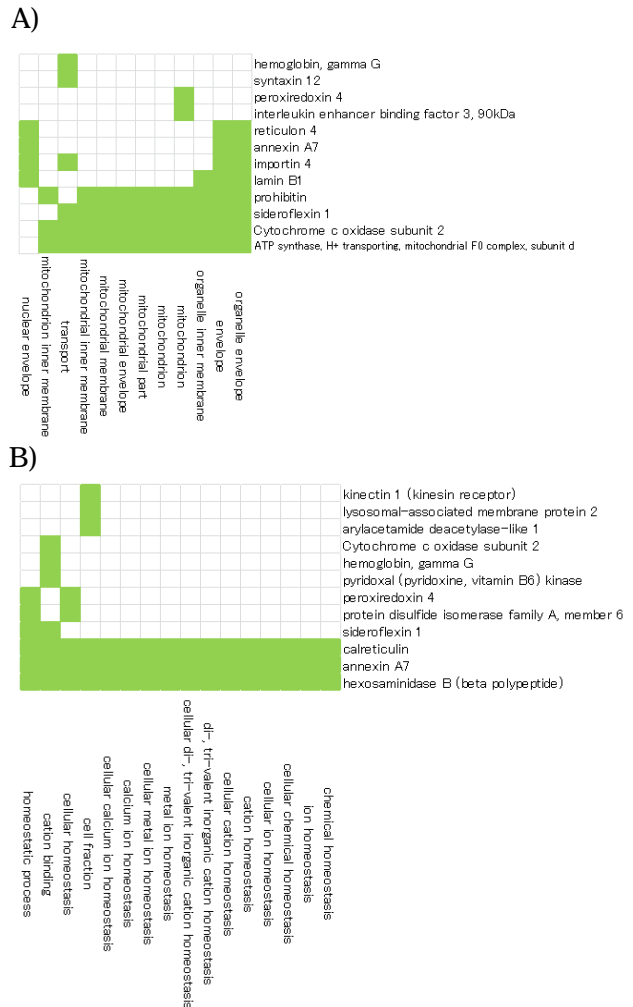 A)
hemoglobin, gamma G
syntaxin 12
peroxiredoxin 4
interleukin enhancer binding factor 3, 90kDa
reticulon 4
annexin A7
importin 4
lamin B1
prohibitin
sideroflexin 1
Cytochrome c oxidase subunit 2
ATP synthase, H+ transporting, mitochondrial F0 complex, subunit d
nuclear envelope
mitochondrion inner membrane
transport
mitochondrial inner membrane
mitochondrial membrane
mitochondrial envelope
mitochondrial part
mitochondrion
mitochondrion
organelle inner membrane
envelope
organelle envelope
B)
kinectin 1 (kinesin receptor)
lysosomal-associated membrane protein 2
arylacetamide deacetylase-like 1
Cytochrome c oxidase subunit 2
hemoglobin, gamma G
pyridoxal (pyridoxine, vitamin B6) kinase
peroxiredoxin 4
protein disulfide isomerase family A, member 6
sideroflexin 1
calreticulin
annexin A7
hexosaminidase B (beta polypeptide)
homeostatic process
cation binding
cellular homeostasis
cell fraction
cellular calcium ion homeostasis
calcium ion homeostasis
cellular metal ion homeostasis
metal ion homeostasis
cellular di-, tri-valent inorganic cation homeostasis
di-, tri-valent inorganic cation homeostasis
cellular cation homeostasis
cation homeostasis
cellular ion homeostasis
cellular chemical homeostasis
ion homeostasis
chemical homeostasis